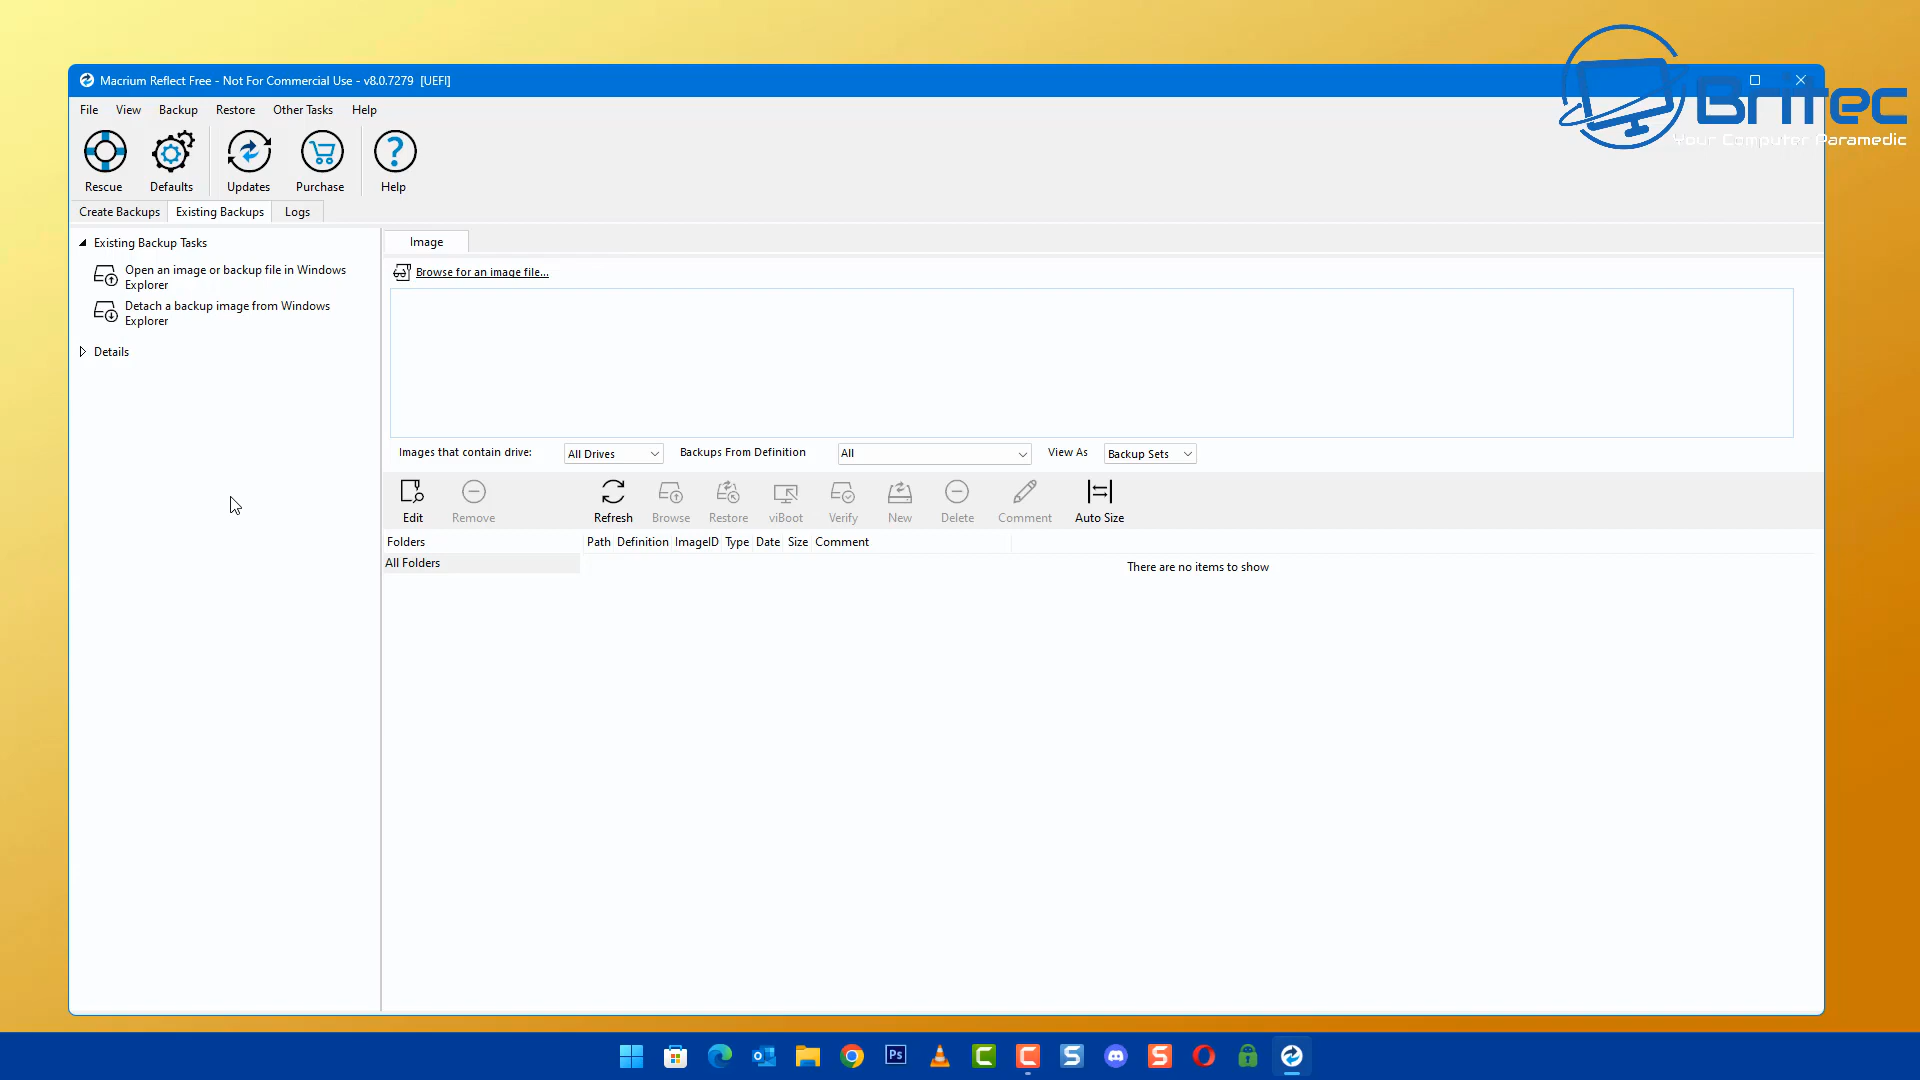 Macrium Reflect Free - Not For Commercial Use - v8.0.7279 [UEFI]
Britec
Your Computer Paramedic
File View Backup Restore Other Tasks Help
Rescue Defaults Updates Purchase Help
Create Backups Existing Backups Logs
Existing Backup Tasks
Open an image or backup file in Windows
Explorer
Detach a backup image from Windows
Explorer
Details
Image
Browse for an image file...
Images that contain drive: All Drives Backups From Definition All View As Backup Sets
Edit Remove Refresh Browse Restore viBoot Verify New Delete Comment Auto Size
Folders Path Definition ImageID Type Date Size Comment
All Folders
There are no items to show
Ps